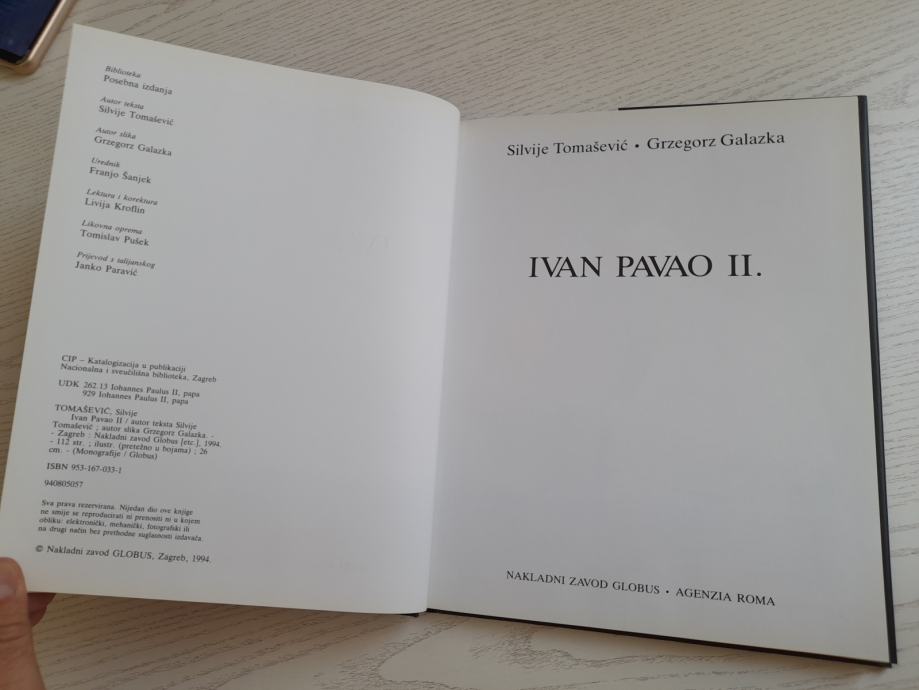 Biblioteka
Posebna izdanja
Autor teksta
Silvije Tomašević
Autor slika
Grzegorz Galazka
Urednik
Franjo Šanjek
Lektura i korektura
Livija Kroflin
Likovna oprema
Tomislav Pušek
Prijevod s talijanskog
Janko Paravić
CIP – Katalogizacija u publikaciji
Nacionalna i sveučilišna biblioteka, Zagreb
UDK 262.13 Iohannes Paulus II, papa
929 Iohannes Paulus II, papa
TOMAŠEVIĆ, Silvije
Ivan Pavao II / autor teksta Silvije
Tomašević ; autor slika Grzegorz Galazka. -
- Zagreb : Nakladni zavod Globus [etc.], 1994.
- 112 str. ; ilustr. (pretežno u bojama) ; 26
cm. - (Monografije / Globus)
ISBN 953-167-033-1
940805057
Sva prava rezervirana. Nijedan dio ove knjige
ne smije se reproducirati ni prenositi ni u kojem
obliku: elektronički, mehanički, fotografski ili
na drugi način bez prethodne suglasnosti izdavača.
© Nakladni zavod GLOBUS, Zagreb, 1994.
Silvije Tomašević • Grzegorz Galazka
IVAN PAVAO II.
NAKLADNI ZAVOD GLOBUS • AGENZIA ROMA